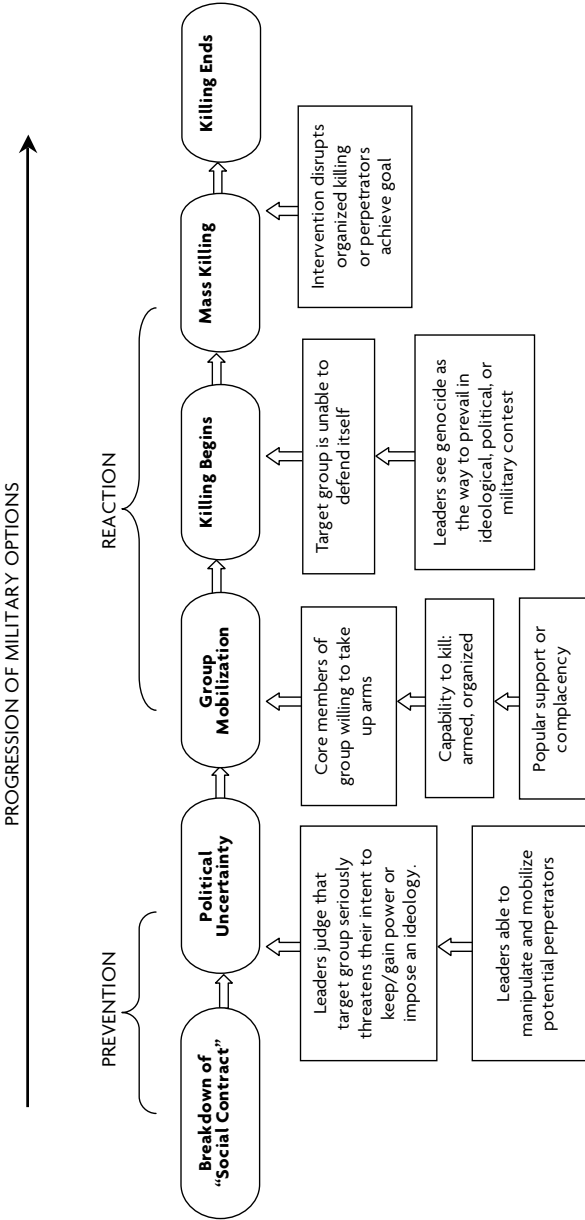 PROGRESSION OF MILITARY OPTIONS
PREVENTION
REACTION
Breakdown of
“Social Contract”
Political
Uncertainty
Group
Mobilization
Killing Begins
Mass Killing
Killing Ends
Leaders judge that
target group seriously
threatens their intent to
keep/gain power or
impose an ideology.
Leaders able to
manipulate and mobilize
potential perpetrators
Core members of
group willing to take
up arms
Capability to kill:
armed, organized
Popular support or
complacency
Target group is unable to
defend itself
Leaders see genocide as
the way to prevail in
ideological, political, or
military contest
Intervention disrupts
organized killing
or perpetrators
achieve goal